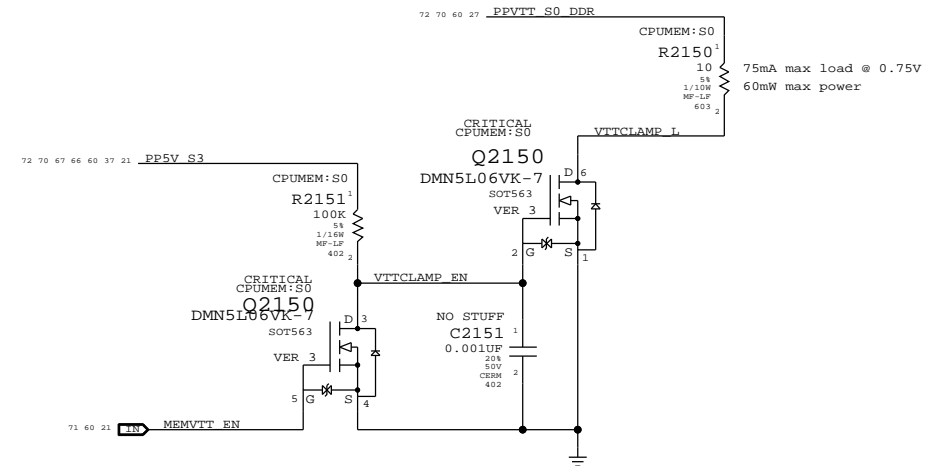 72 70 60 27 PPVTT_S0_DDR
CPUMEM:S0
R2150 1
10
5%
1/10W
MF-LF
603 2
75mA max load @ 0.75V
60mW max power
CRITICAL
CPUMEM:S0
VTTCLAMP_L
Q2150
DMN5L06VK-7
SOT563
D 6
VER 3
2 G S 1
72 70 67 66 60 37 21 PP5V_S3
CPUMEM:S0
R2151 1
100K
5%
1/16W
MF-LF
402 2
VTTCLAMP_EN
CRITICAL
CPUMEM:S0
Q2150
DMN5L06VK-7
SOT563
D 3
VER 3
5 G S 4
NO STUFF
C2151 1
0.001UF
20%
50V
CERM
402 2
71 60 21 IN MEMVTT_EN